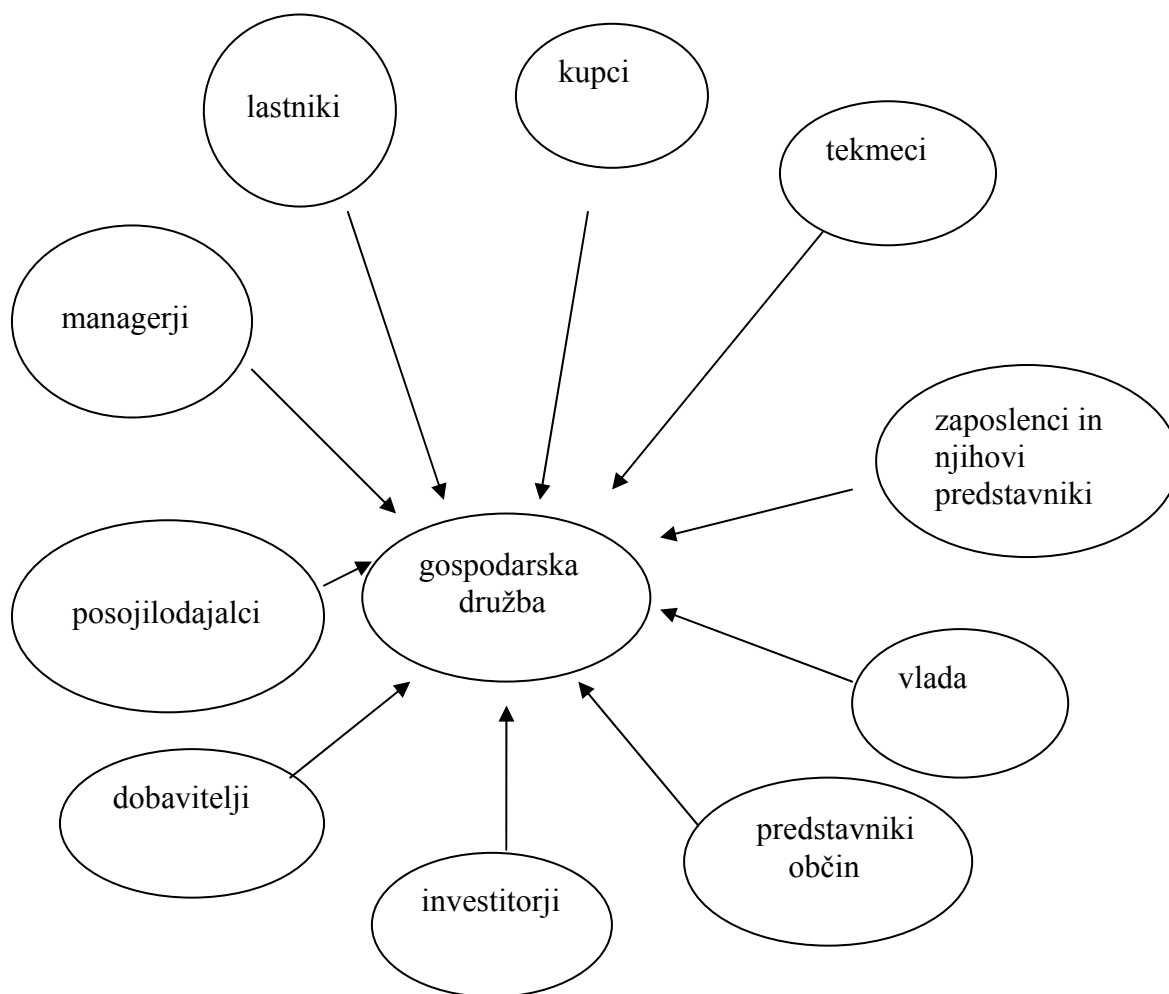 kupci
lastniki
tekmeci
managerji
zaposlenci in
njihovi
predstavniki
gospodarska
družba
posojilodajalci
vlada
dobavitelji
predstavniki
občin
investitorji